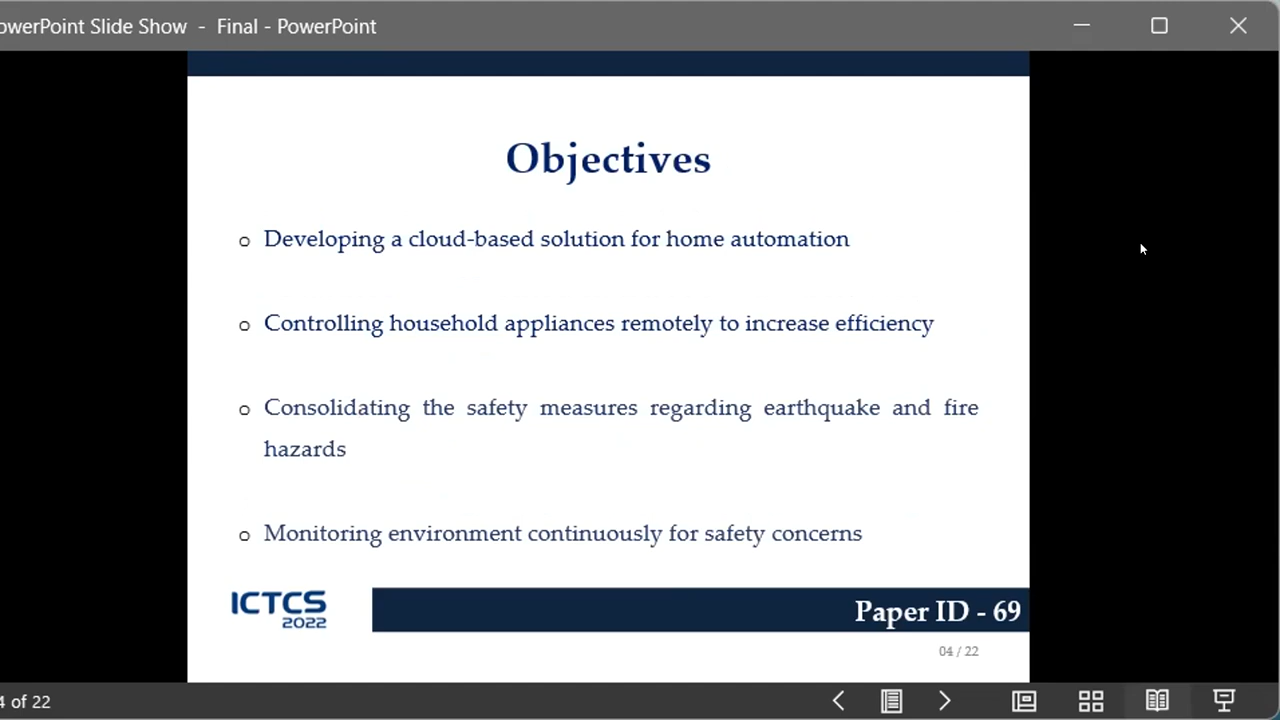 owerPoint Slide Show - Final - PowerPoint
Objectives
o Developing a cloud-based solution for home automation
o Controlling household appliances remotely to increase efficiency
o Consolidating the safety measures regarding earthquake and fire
hazards
o Monitoring environment continuously for safety concerns
ICTCS
2022
Paper ID - 69
04 / 22
4 of 22